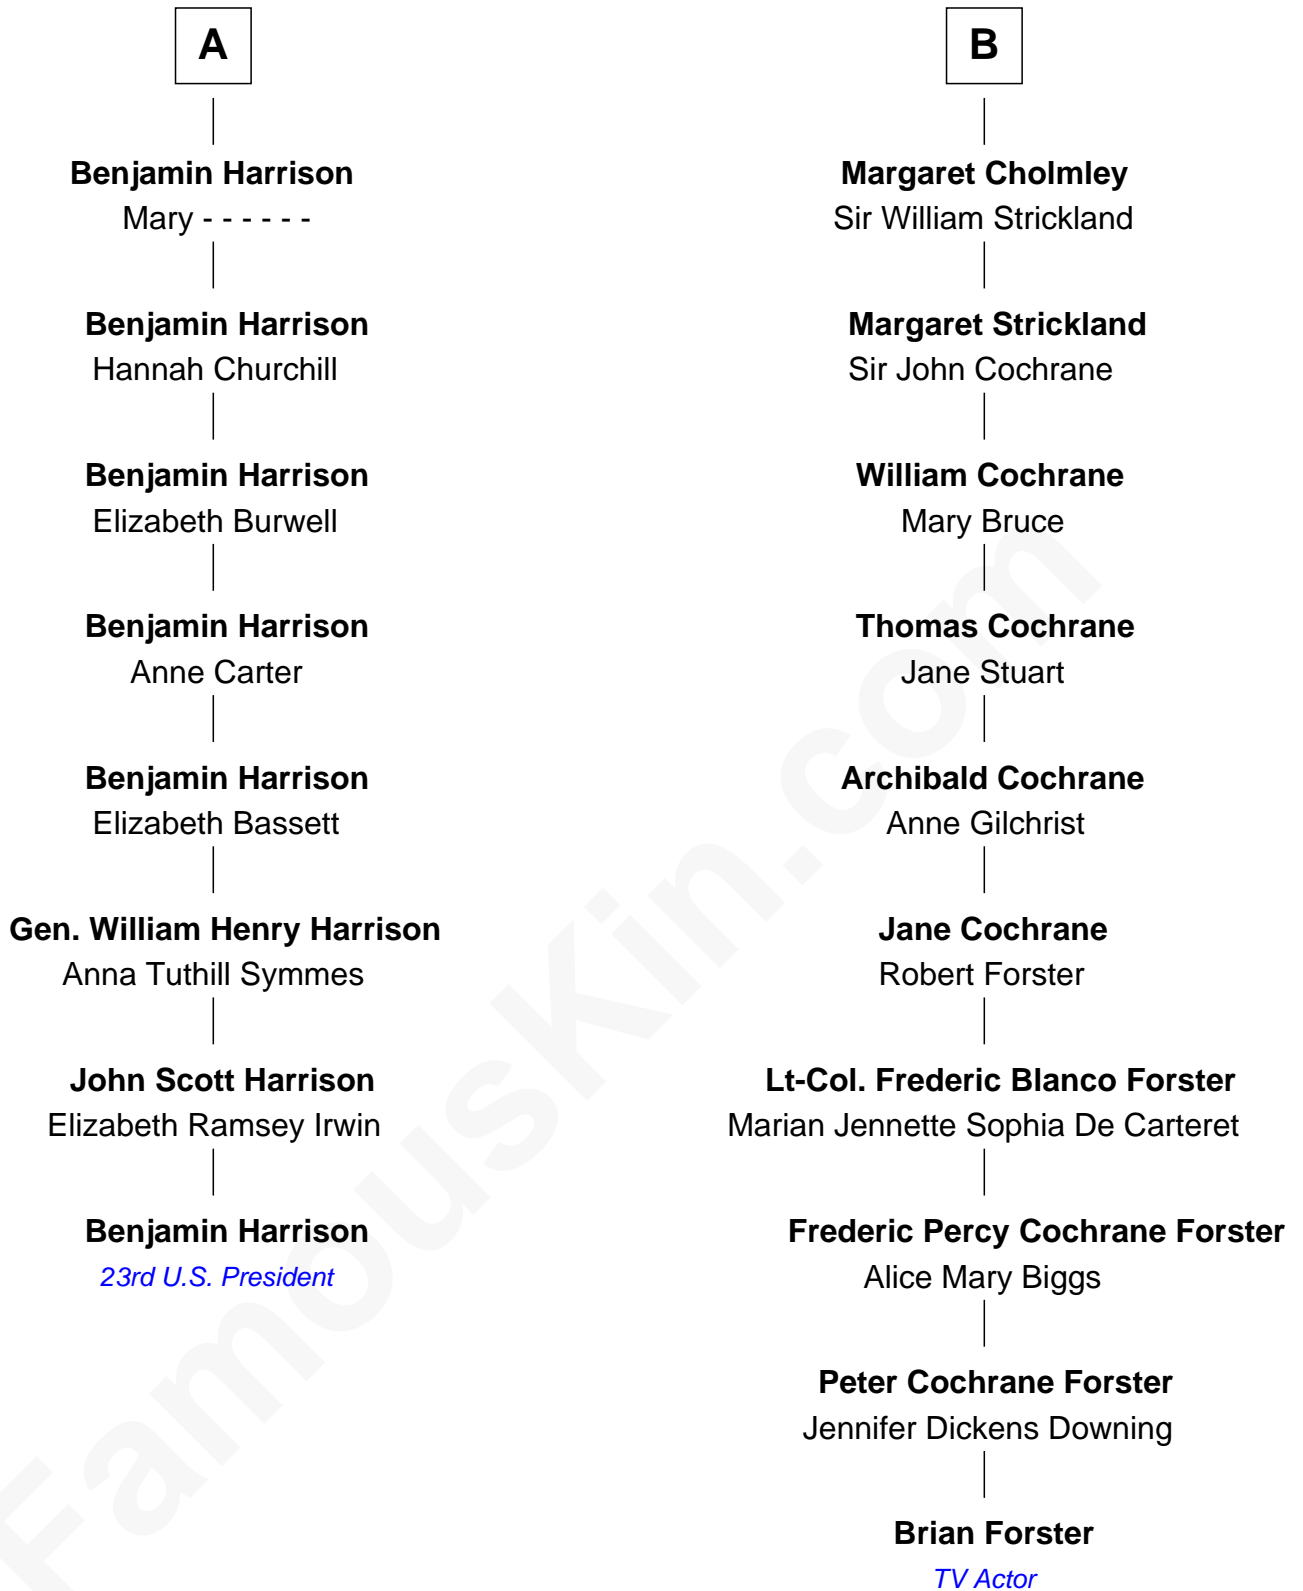 A
Benjamin Harrison
Mary - - - - - -
Benjamin Harrison
Hannah Churchill
Benjamin Harrison
Elizabeth Burwell
Benjamin Harrison
Anne Carter
Benjamin Harrison
Elizabeth Bassett
Gen. William Henry Harrison
Anna Tuthill Symmes
John Scott Harrison
Elizabeth Ramsey Irwin
Benjamin Harrison
23rd U.S. President
B
Margaret Cholmley
Sir William Strickland
Margaret Strickland
Sir John Cochrane
William Cochrane
Mary Bruce
Thomas Cochrane
Jane Stuart
Archibald Cochrane
Anne Gilchrist
Jane Cochrane
Robert Forster
Lt-Col. Frederic Blanco Forster
Marian Jennette Sophia De Carteret
Frederic Percy Cochrane Forster
Alice Mary Biggs
Peter Cochrane Forster
Jennifer Dickens Downing
Brian Forster
TV Actor
FamousKin.com